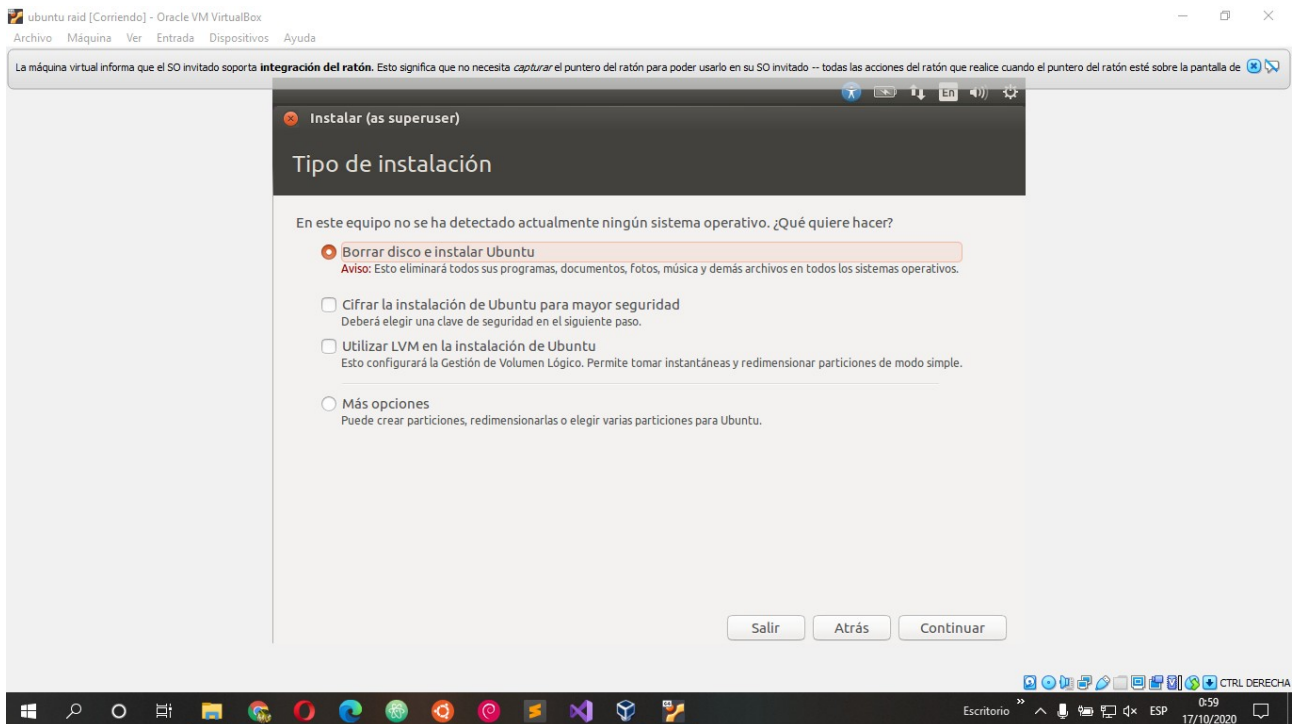 ubuntu raid [Corriendo] - Oracle VM VirtualBox
Archivo Máquina Ver Entrada Dispositivos Ayuda
La máquina virtual informa que el SO invitado soporta integración del ratón. Esto significa que no necesita capturar el puntero del ratón para poder usarlo en su SO invitado -- todas las acciones del ratón que realice cuando el puntero del ratón esté sobre la pantalla de
En
Instalar (as superuser)
Tipo de instalación
En este equipo no se ha detectado actualmente ningún sistema operativo. ¿Qué quiere hacer?
Borrar disco e instalar Ubuntu
Aviso: Esto eliminará todos sus programas, documentos, fotos, música y demás archivos en todos los sistemas operativos.
Cifrar la instalación de Ubuntu para mayor seguridad
Deberá elegir una clave de seguridad en el siguiente paso.
Utilizar LVM en la instalación de Ubuntu
Esto configurará la Gestión de Volumen Lógico. Permite tomar instantáneas y redimensionar particiones de modo simple.
Más opciones
Puede crear particiones, redimensionarlas o elegir varias particiones para Ubuntu.
Salir Atrás Continuar
CTRL DERECHA
Escritorio » ESP 0:59
17/10/2020